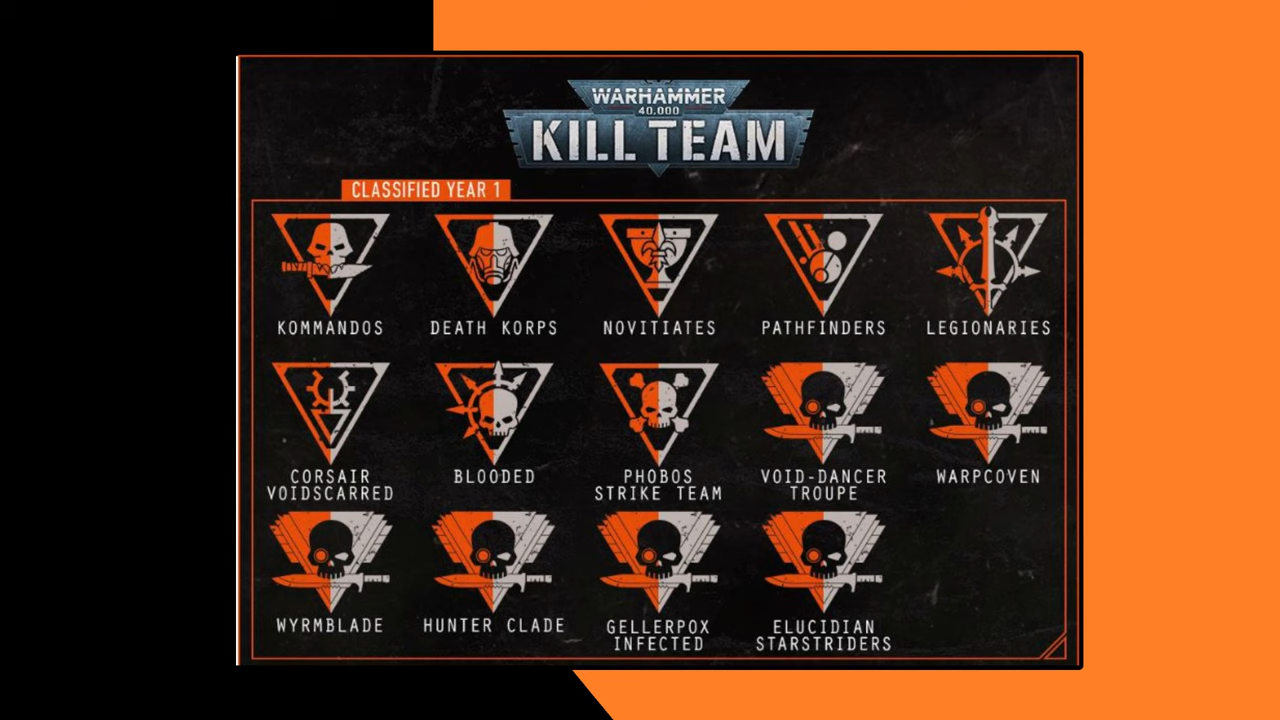 WARHAMMER
40,000
KILL TEAM
CLASSIFIED YEAR 1
KOMMANDOS
DEATH KORPS
NOVITIATES
PATHFINDERS
LEGIONARIES
CORSAIR
VOIDSCARRED
BLOODED
PHOBOS
STRIKE TEAM
VOID-DANCER
TROUPE
WARPCOVEN
WYRMBLADE
HUNTER CLADE
GELLERPOX
INFECTED
ELUCIDIAN
STARSTRIDERS